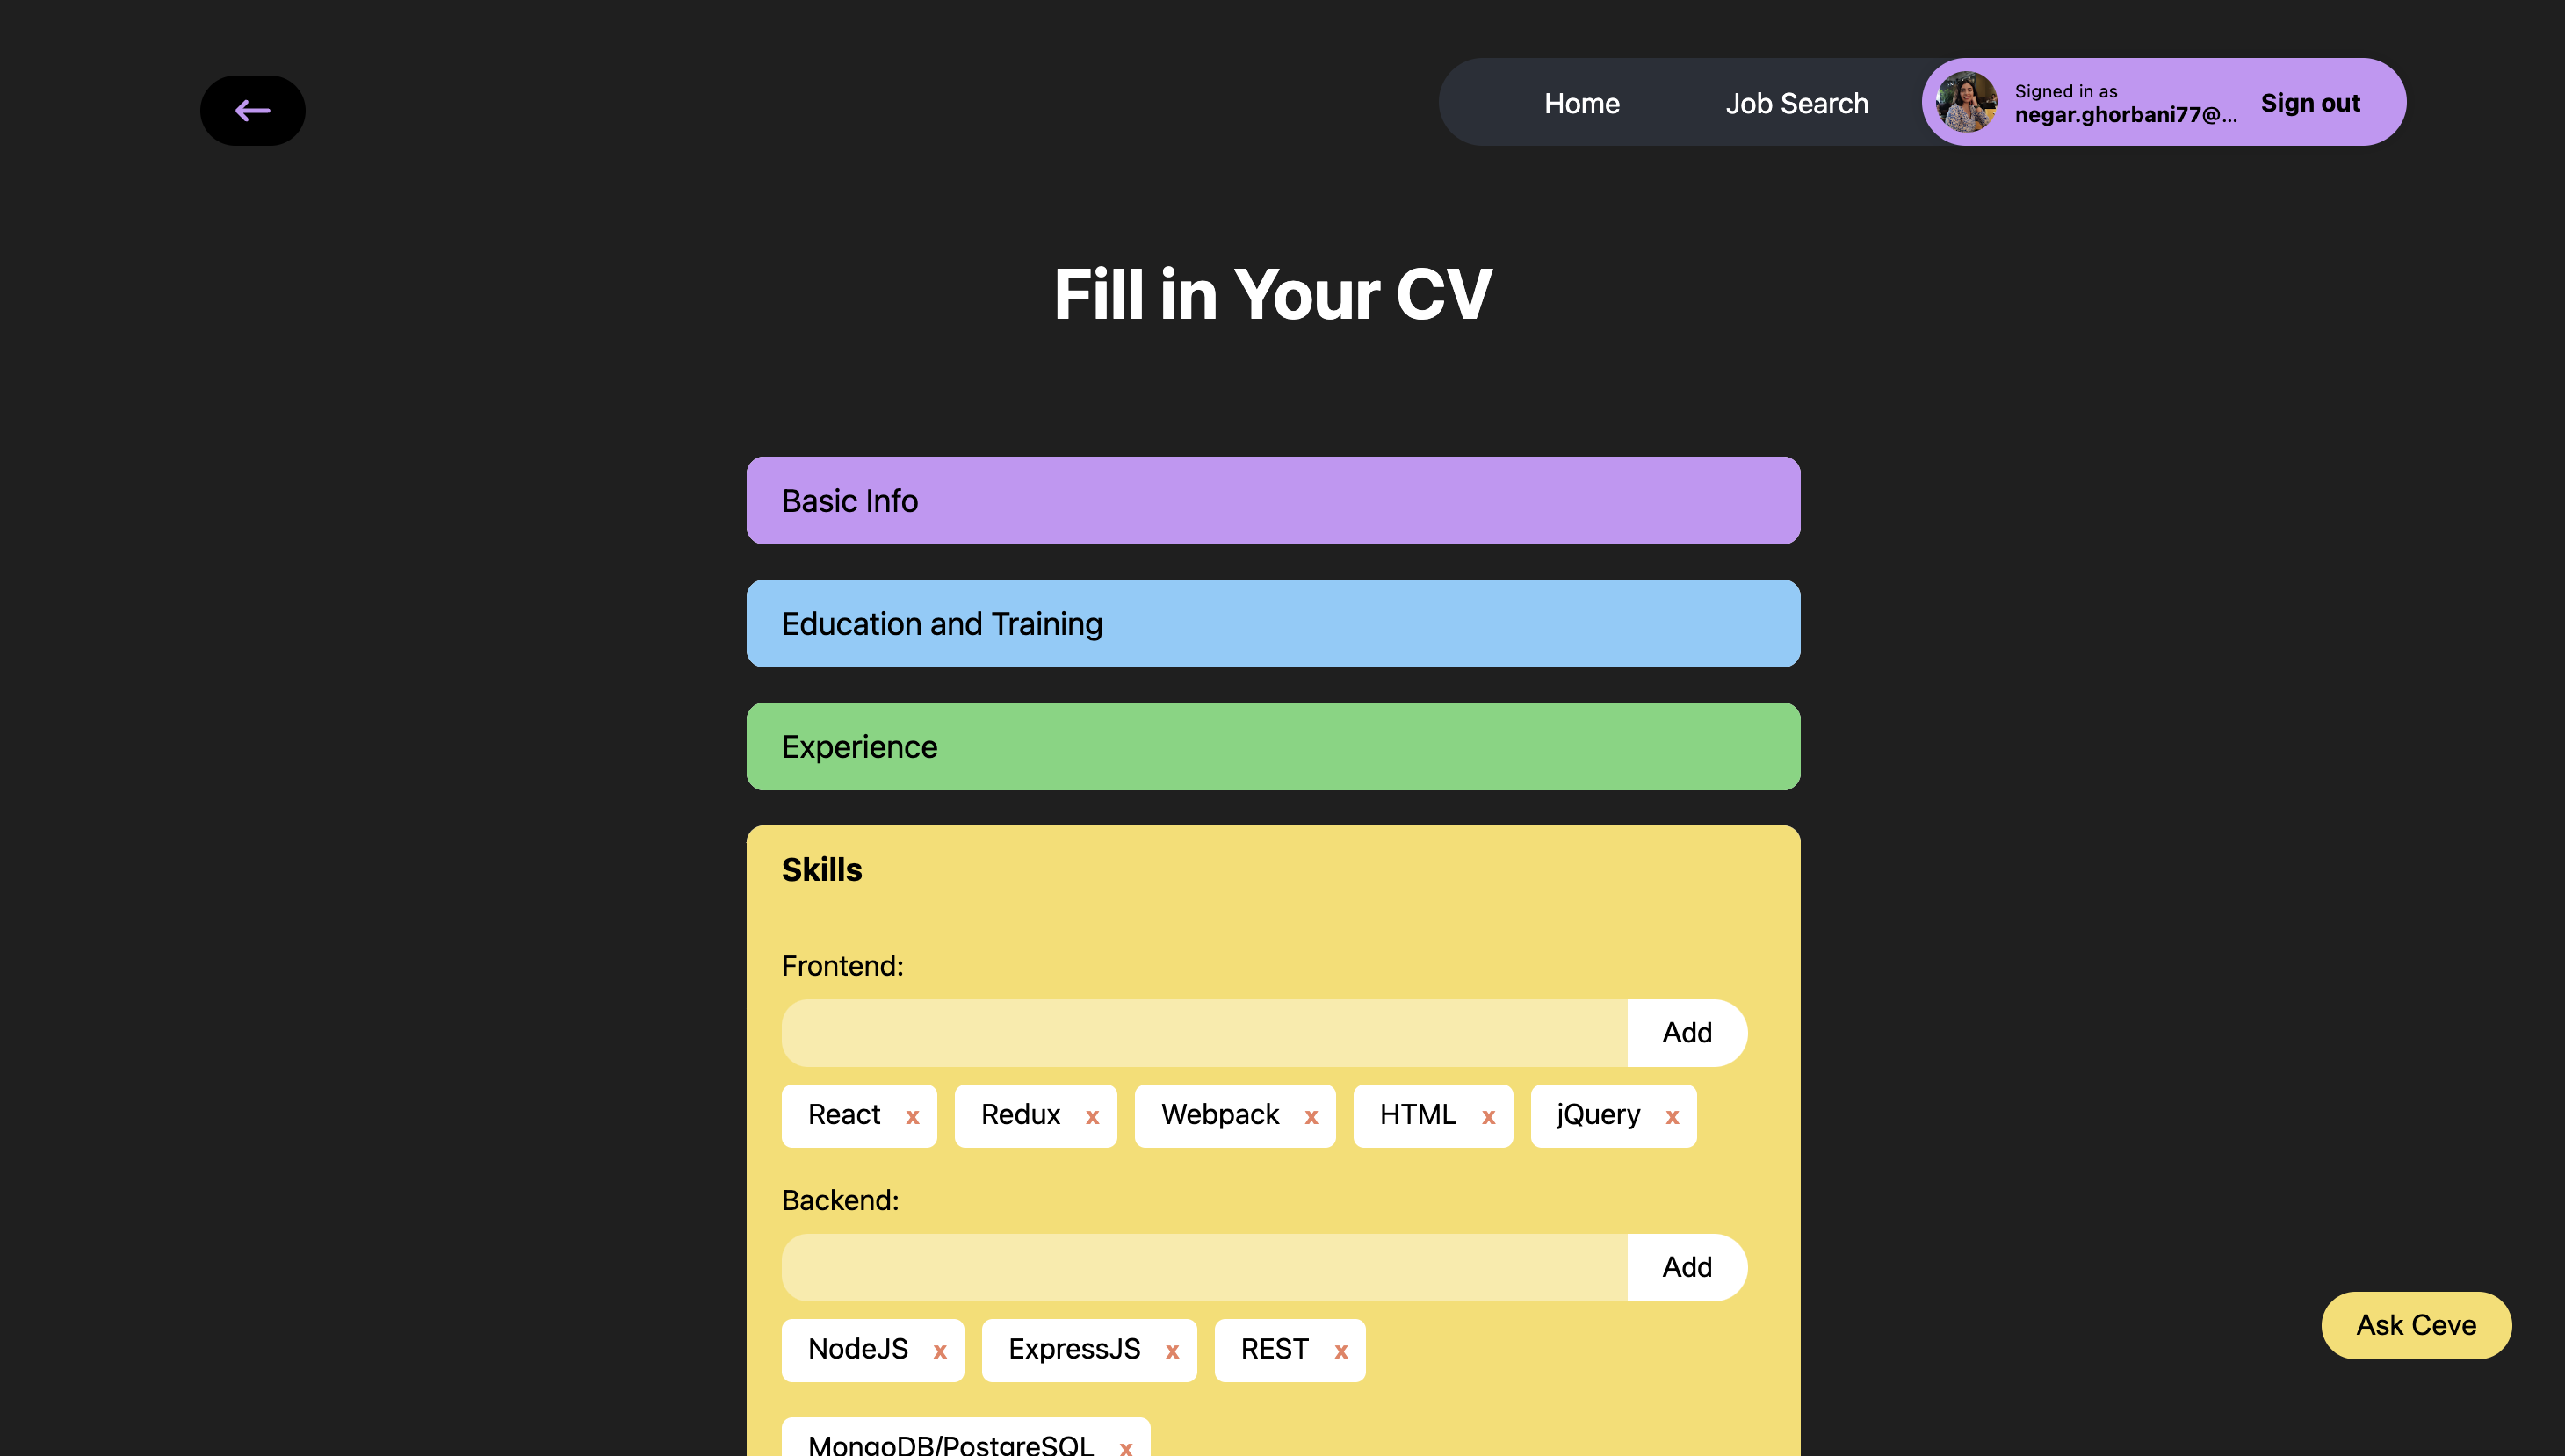 Home Job Search Signed in as Sign out
negar.ghorbani77@...
Fill in Your CV
Basic Info
Education and Training
Experience
Skills
Frontend:
Add
React x Redux x Webpack x HTML x jQuery x
Backend:
Add
NodeJS x ExpressJS x REST x
Ask Ceve
MongoDB/PostgreSQL x